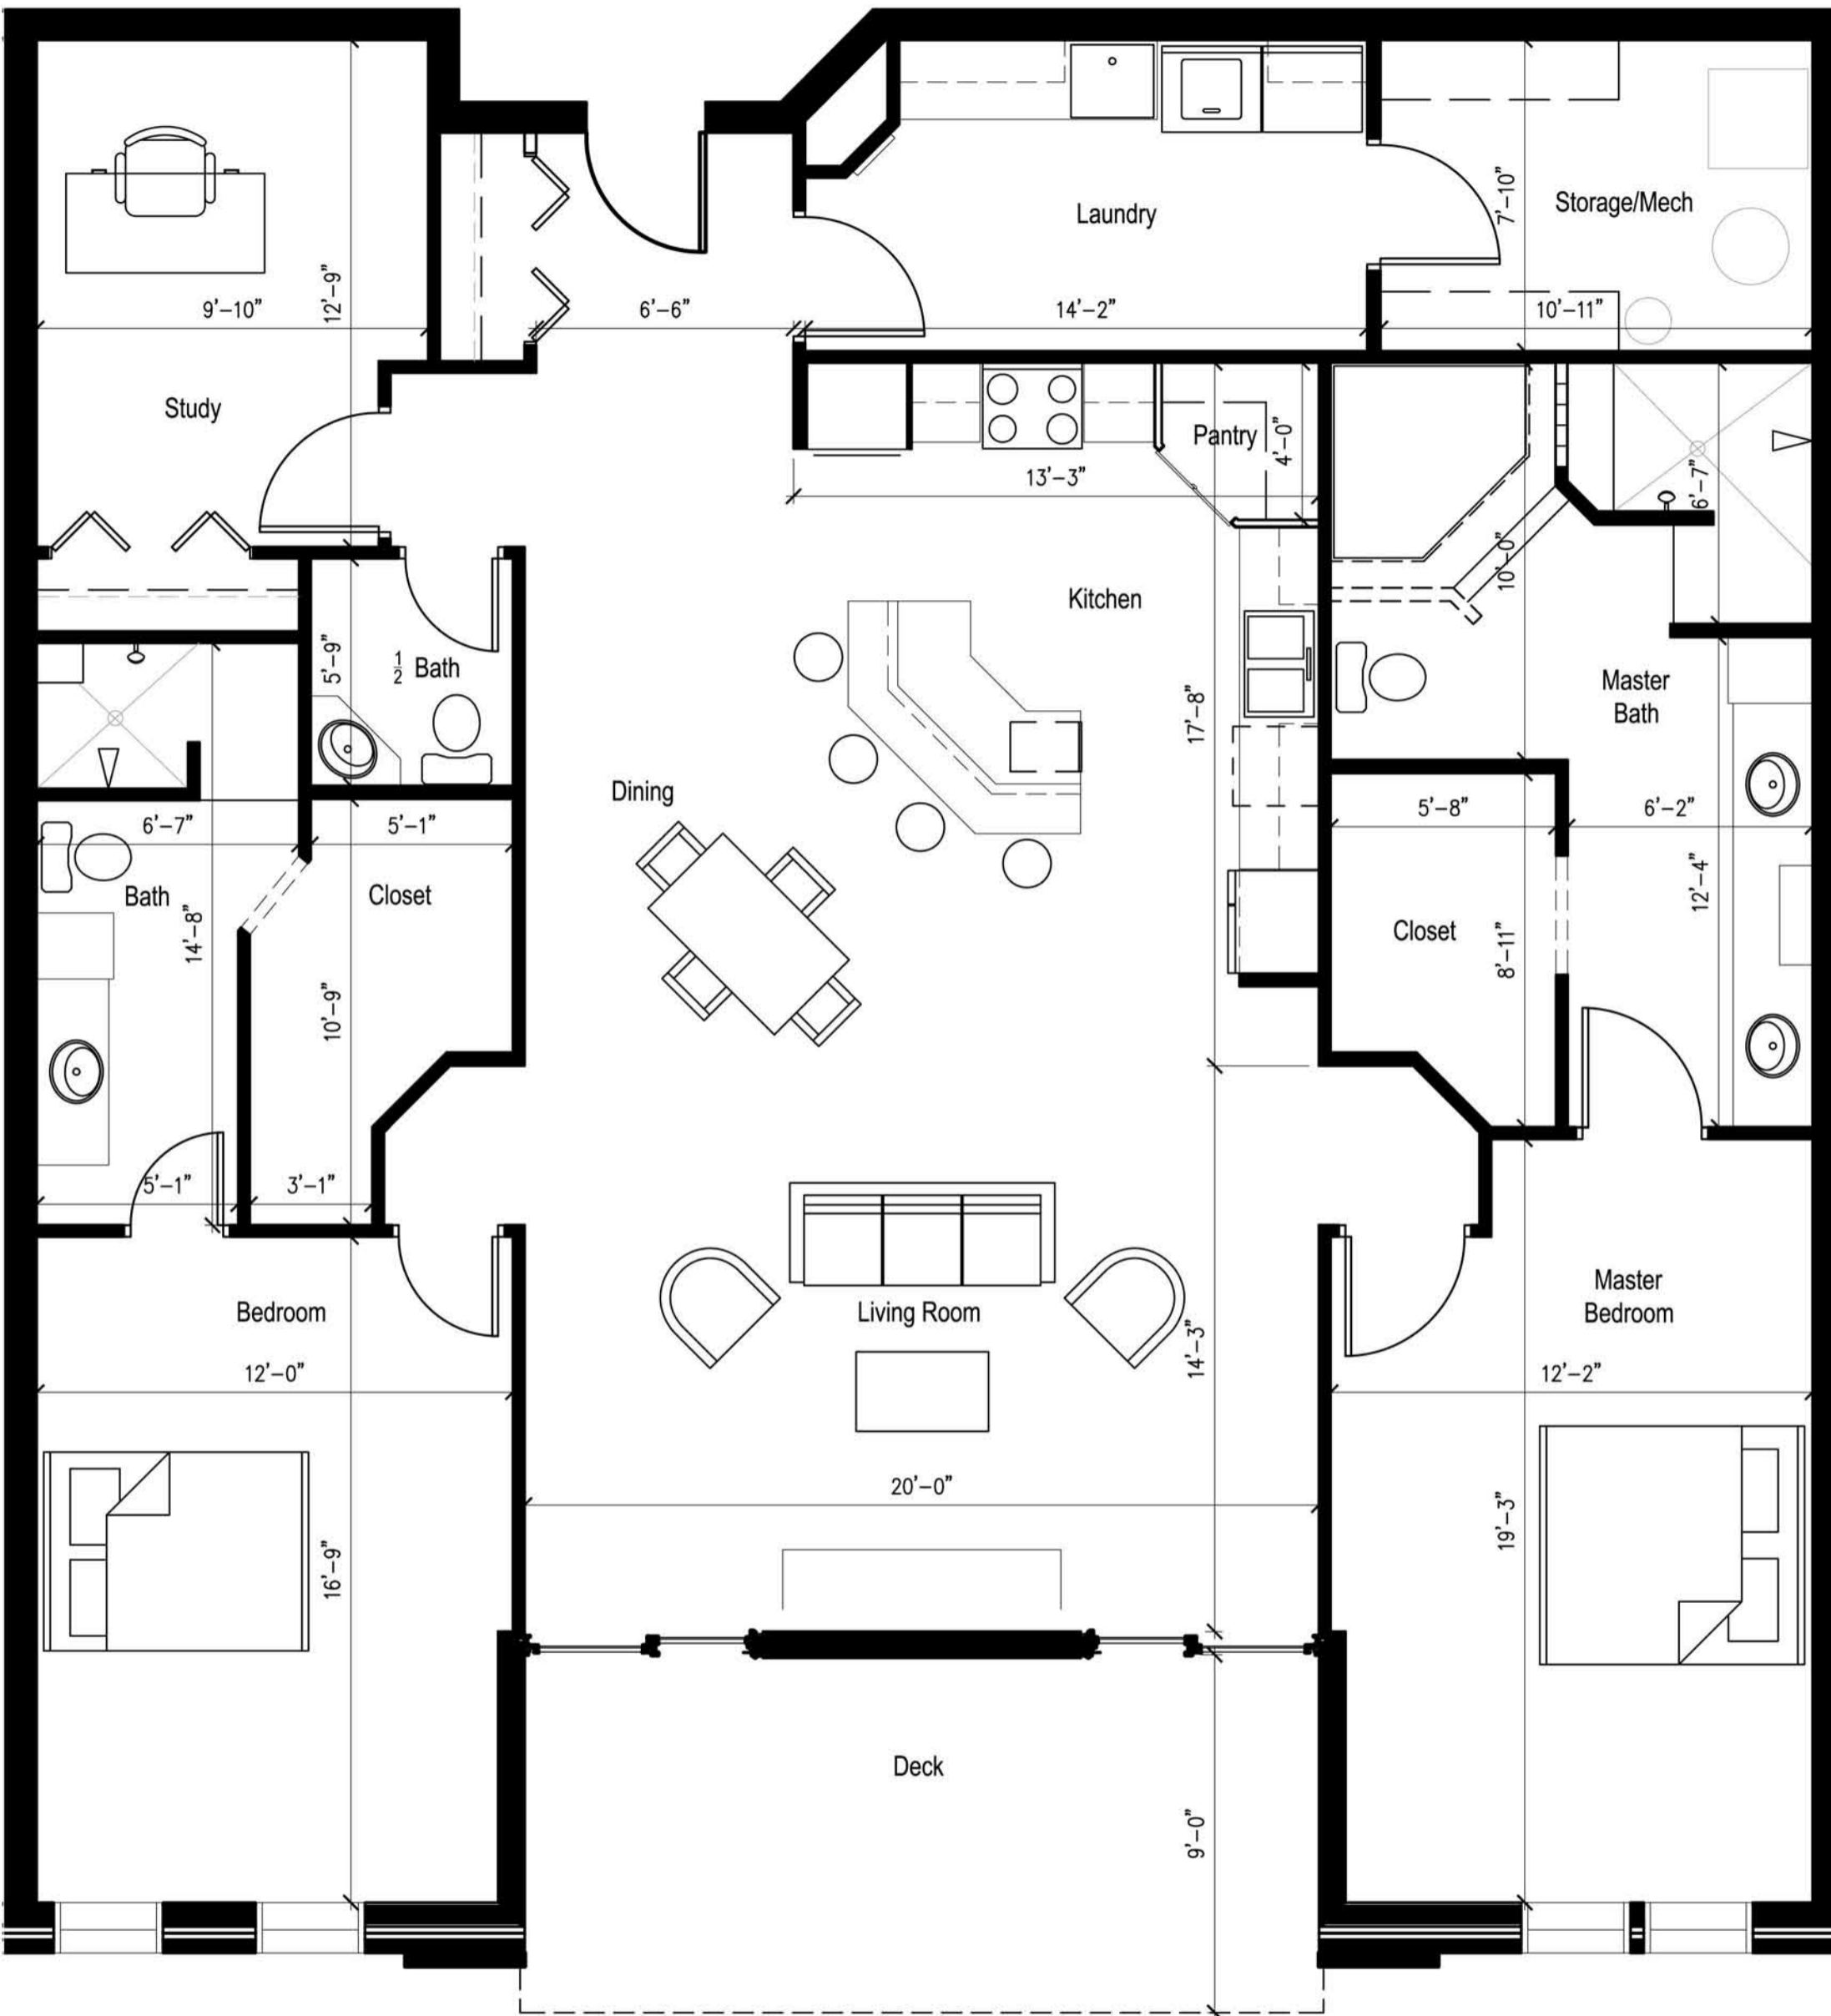 7’–10”
Storage/Mech
Laundry
12’–9”
9’–10”
6’–6”
14’–2”
10’–11”
Study
Pantry
4’–0”
13’–3”
6’–7”
10’–0”
Kitchen
5’–9”
1/2 Bath
17’–8”
Master
Bath
Dining
6’–7”
5’–1”
5’–8”
6’–2”
Bath
Closet
14’–8”
12’–4”
Closet
8’–11”
10’–9”
5’–1”
3’–1”
Bedroom
Living Room
Master
Bedroom
14’–3”
12’–0”
12’–2”
20’–0”
19’–3”
16’–9”
Deck
9’–0”